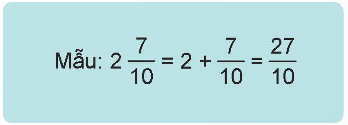 Mẫu: 2 7/10 = 2 + 7/10 = 27/10